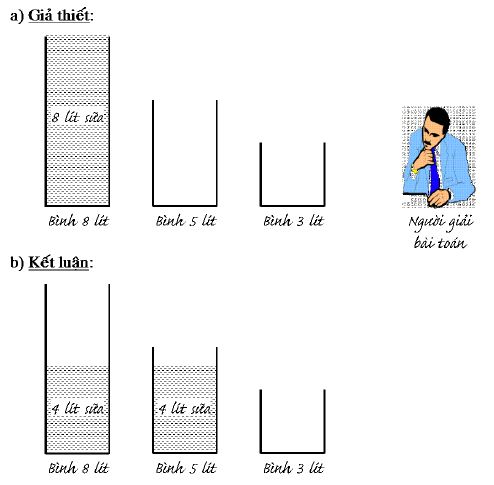 a) Giả thiết:
8 lít sữa
Bình 8 lít Bình 5 lít Bình 3 lít
Người giải
bài toán
b) Kết luận:
4 lít sữa 4 lít sữa
Bình 8 lít Bình 5 lít Bình 3 lít